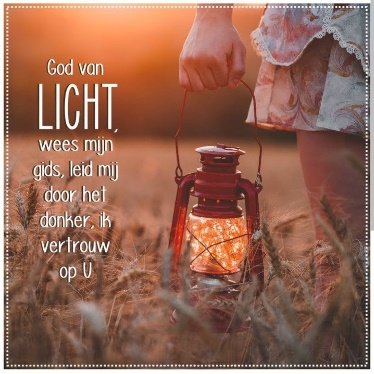 God van
LICHT,
wees mijn
gids, leid mij
door het
donker, ik
vertrouw
op U